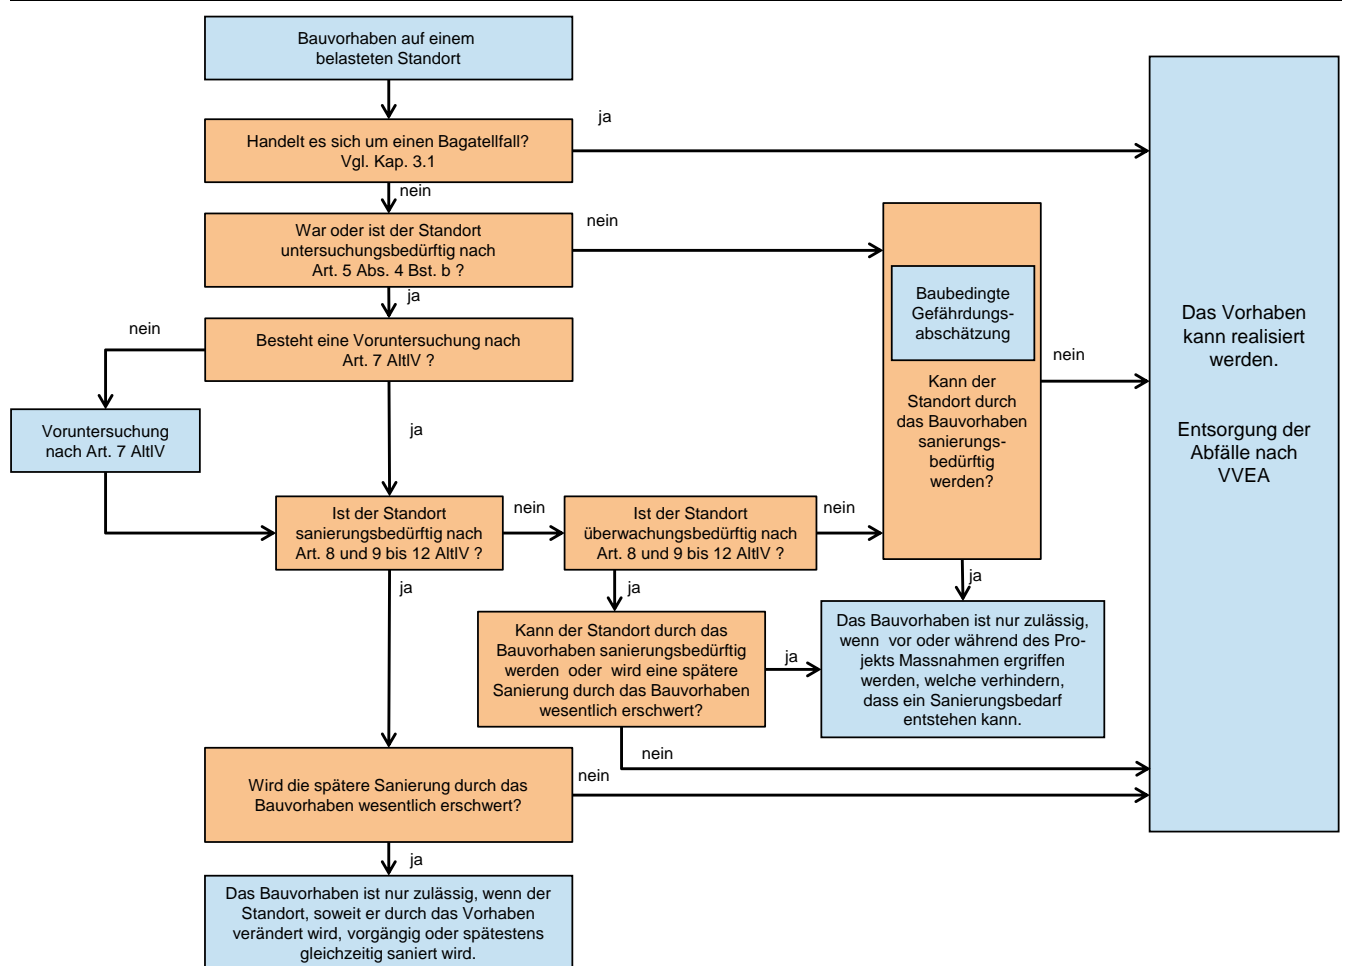 Bauvorhaben auf einem
belasteten Standort
Handelt es sich um einen Bagatellfall?
Vgl. Kap. 3.1
ja
nein
War oder ist der Standort
untersuchungsbedürftig nach
Art. 5 Abs. 4 Bst. b ?
nein
ja
Besteht eine Voruntersuchung nach
Art. 7 AltlV ?
nein
Voruntersuchung
nach Art. 7 AltlV
ja
Ist der Standort
sanierungsbedürftig nach
Art. 8 und 9 bis 12 AltlV ?
nein
Ist der Standort
überwachungsbedürftig nach
Art. 8 und 9 bis 12 AltlV ?
nein
Baubedingte
Gefährdungs-
abschätzung
Kann der
Standort durch
das Bauvorhaben
sanierungs-
bedürftig
werden?
nein
Das Vorhaben
kann realisiert
werden.
Entsorgung der
Abfälle nach
VVEA
ja
ja
ja
Kann der Standort durch das
Bauvorhaben sanierungsbedürftig
werden oder wird eine spätere
Sanierung durch das Bauvorhaben
wesentlich erschwert?
ja
Das Bauvorhaben ist nur zulässig,
wenn vor oder während des Pro-
jekts Massnahmen ergriffen
werden, welche verhindern,
dass ein Sanierungsbedarf
entstehen kann.
nein
Wird die spätere Sanierung durch das
Bauvorhaben wesentlich erschwert?
nein
ja
Das Bauvorhaben ist nur zulässig, wenn der
Standort, soweit er durch das Vorhaben
verändert wird, vorgängig oder spätestens
gleichzeitig saniert wird.